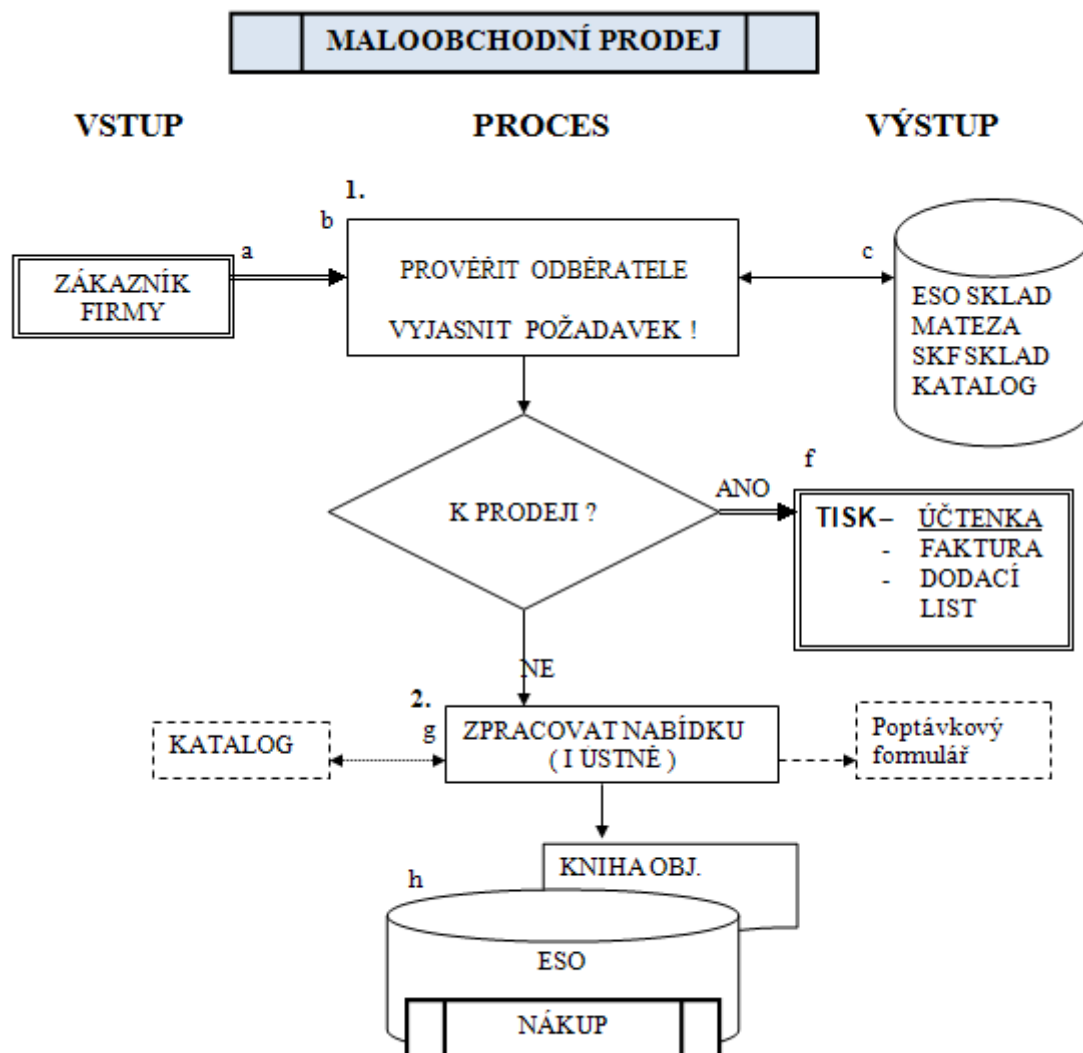 MALOOBCHODNÍ PRODEJ
VSTUP
PROCES
VÝSTUP
1.
b
a
c
ZÁKAZNÍK
FIRMY
PROVĚŘIT ODBĚRATELE
VYJASNIT POŽADAVEK !
ESO SKLAD
MATEZA
SKF SKLAD
KATALOG
f
K PRODEJI ?
ANO
TISK – ÚČTENKA
- FAKTURA
- DODACÍ
LIST
NE
2.
g
KATALOG
ZPRACOVAT NABÍDKU
( I ÚSTNĚ )
Poptávkový
formulář
KNIHA OBJ.
h
ESO
NÁKUP